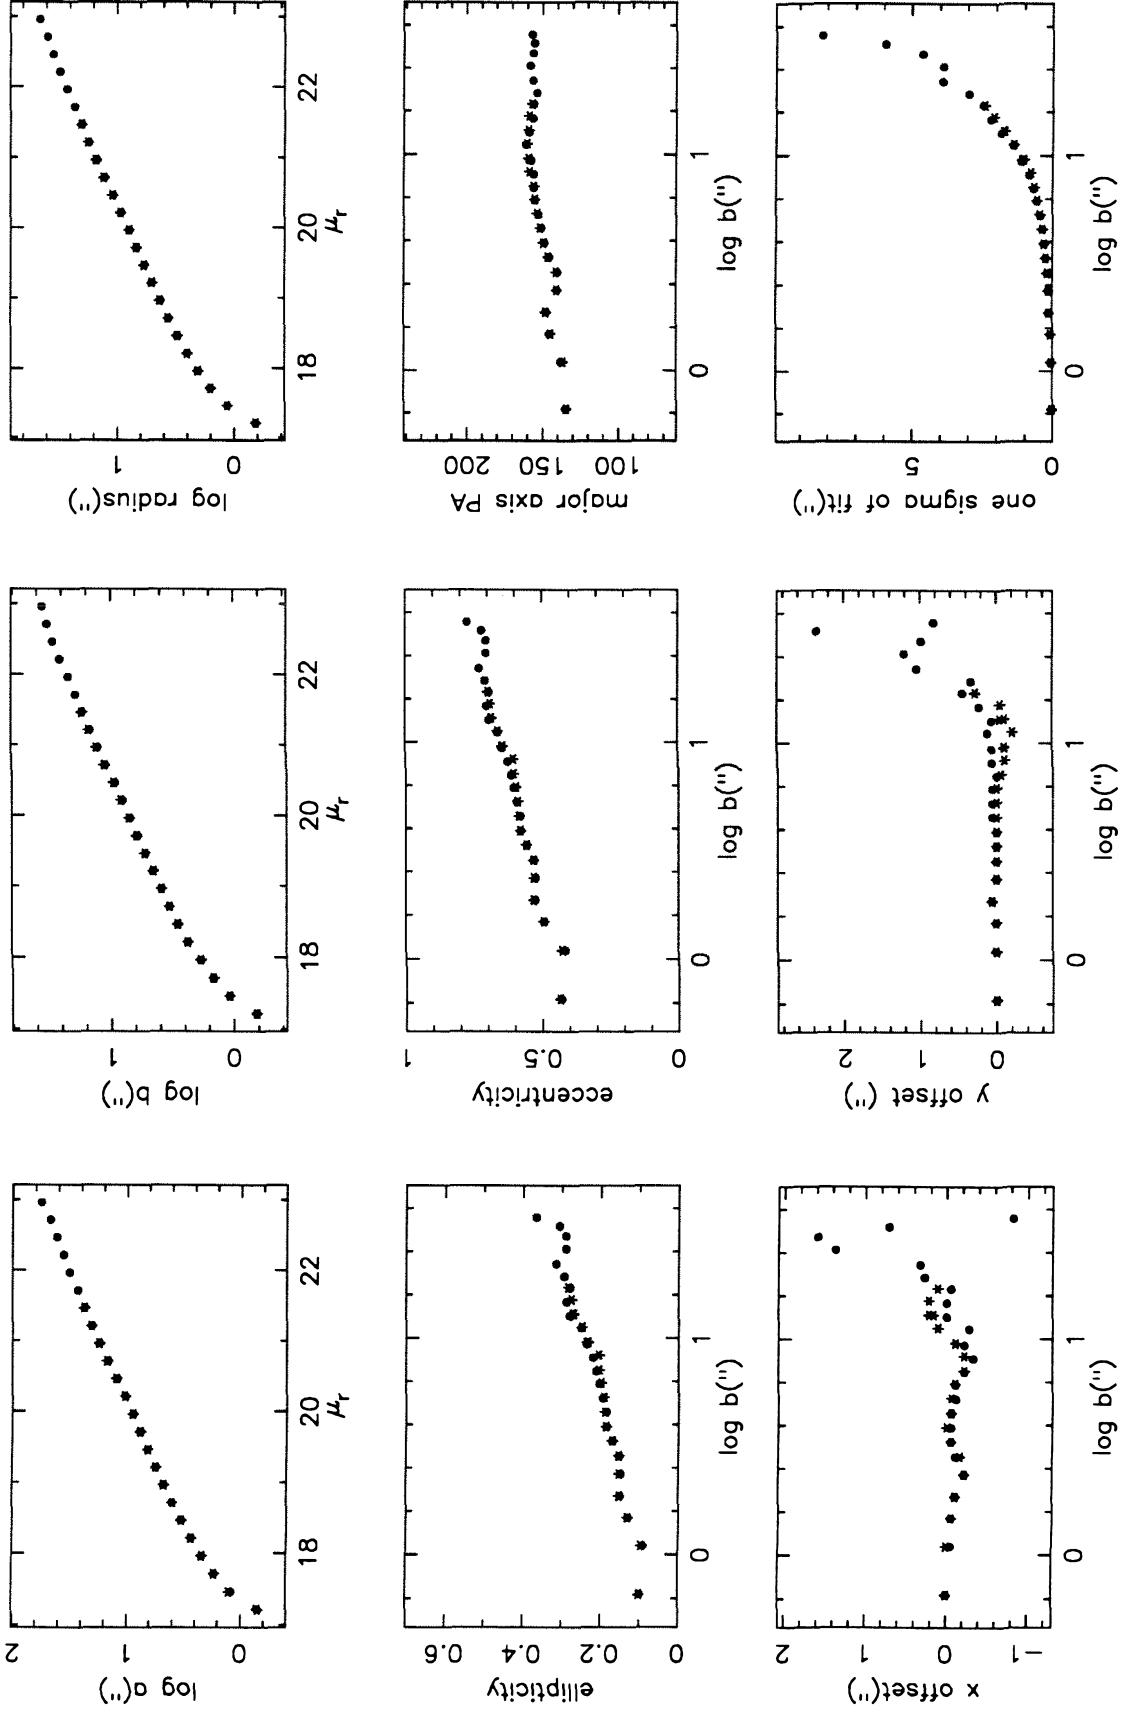 log a('')
2
1
0
18
20
22
μr
log b('')
1
0
18
20
22
μr
log radius('')
1
0
18
20
22
μr
ellipticity
0.6
0.4
0.2
0
0
1
log b('')
eccentricity
1
0.5
0
0
1
log b('')
major axis PA
200
150
100
0
1
log b('')
x offset('')
2
1
0
−1
0
1
log b('')
y offset ('')
2
1
0
0
1
log b('')
one sigma of fit('')
5
0
0
1
log b('')